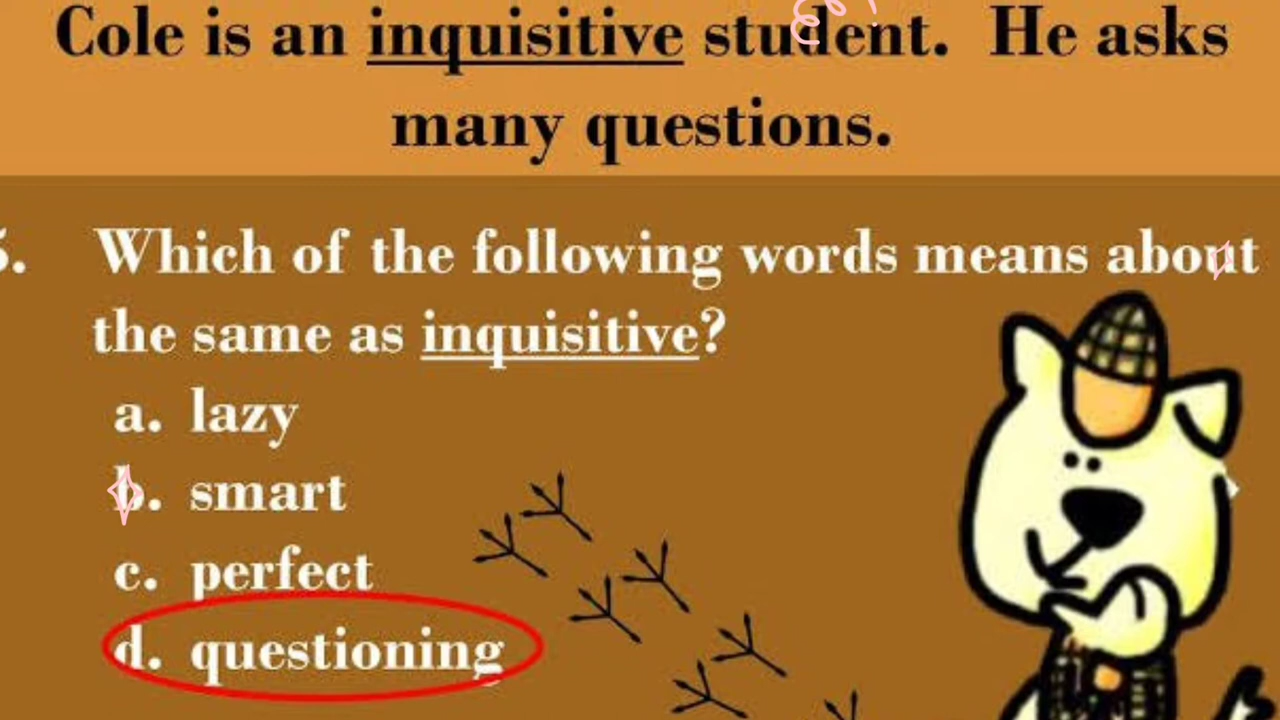 Cole is an inquisitive student. He asks
many questions.
5. Which of the following words means about
the same as inquisitive?
a. lazy
b. smart
c. perfect
d. questioning